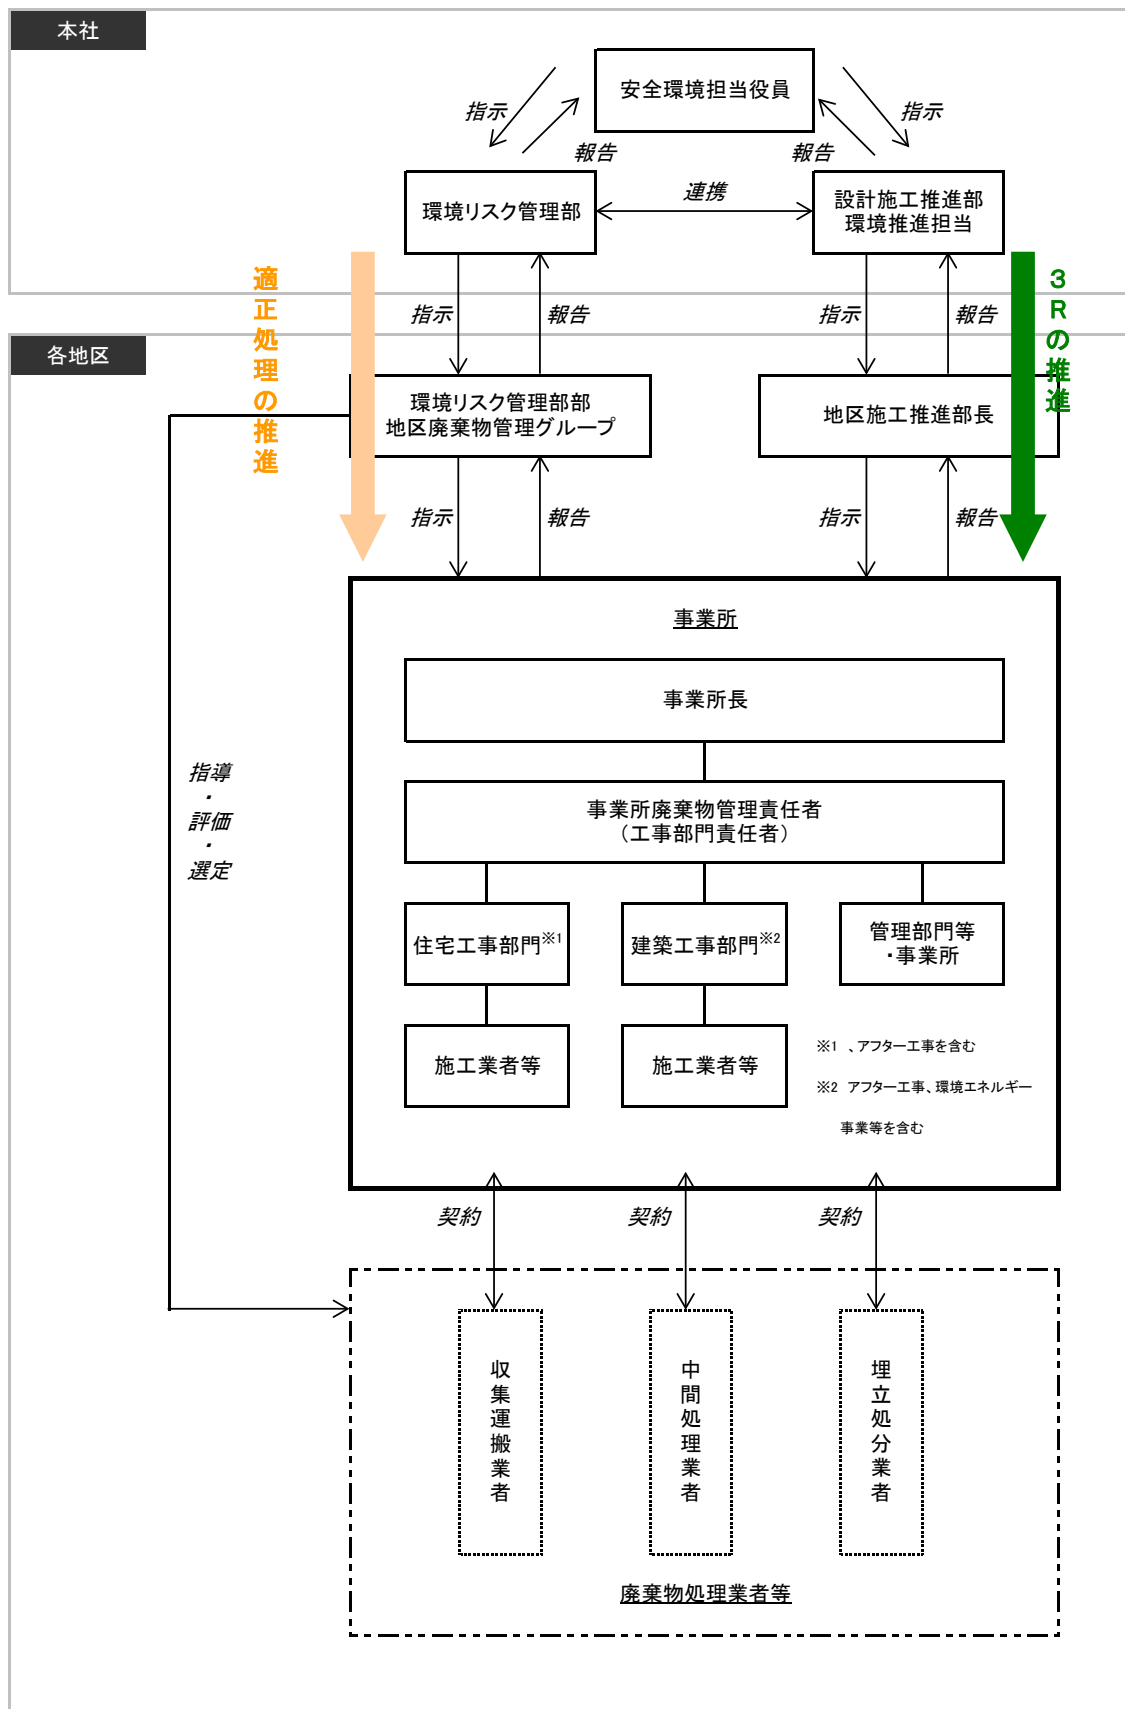 本社
安全環境担当役員
指示
指示
報告
報告
環境リスク管理部
連携
設計施工推進部
環境推進担当
適正処理の推進
3Rの推進
指示
報告
指示
報告
各地区
環境リスク管理部部
地区廃棄物管理グループ
地区施工推進部長
指示
報告
指示
報告
事業所
事業所長
指導
・
評価
・
選定
事業所廃棄物管理責任者
(工事部門責任者)
住宅工事部門※1
建築工事部門※2
管理部門等
・事業所
施工業者等
施工業者等
※1 、アフター工事を含む
※2 アフター工事、環境エネルギー
事業等を含む
契約
契約
契約
収集運搬業者
中間処理業者
埋立処分業者
廃棄物処理業者等